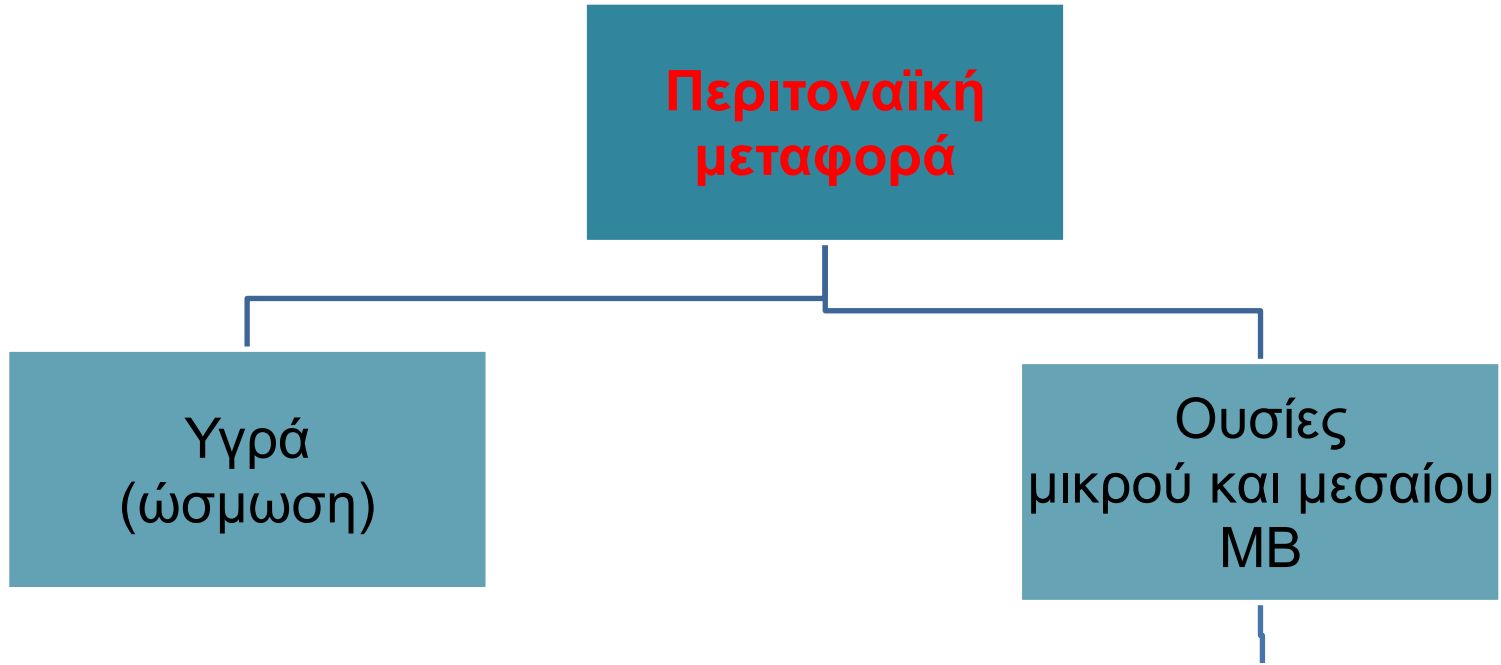 Περιτοναϊκή
μεταφορά
Υγρά
(ώσμωση)
Ουσίες
μικρού και μεσαίου
ΜΒ